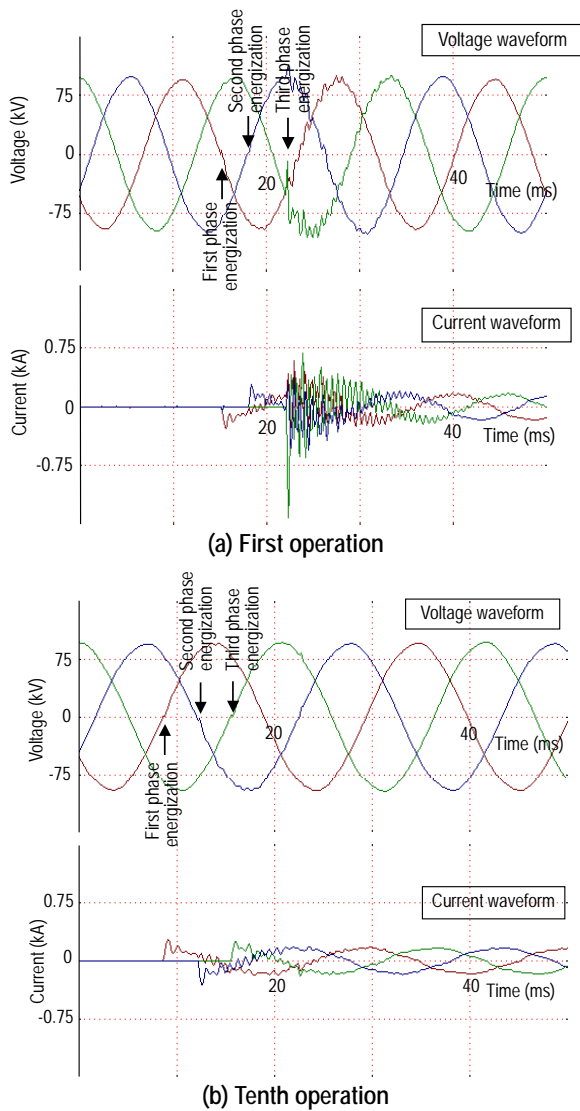 Voltage waveform
Second phase
energization
Third phase
energization
Voltage (kV)
75
0
-75
20
40
Time (ms)
First phase
energization
Current waveform
Current (kA)
0.75
0
-0.75
20
40
Time (ms)
(a) First operation
Voltage waveform
Second phase
energization
Third phase
energization
Voltage (kV)
75
0
-75
20
40
Time (ms)
First phase
energization
Current waveform
Current (kA)
0.75
0
-0.75
20
40
Time (ms)
(b) Tenth operation